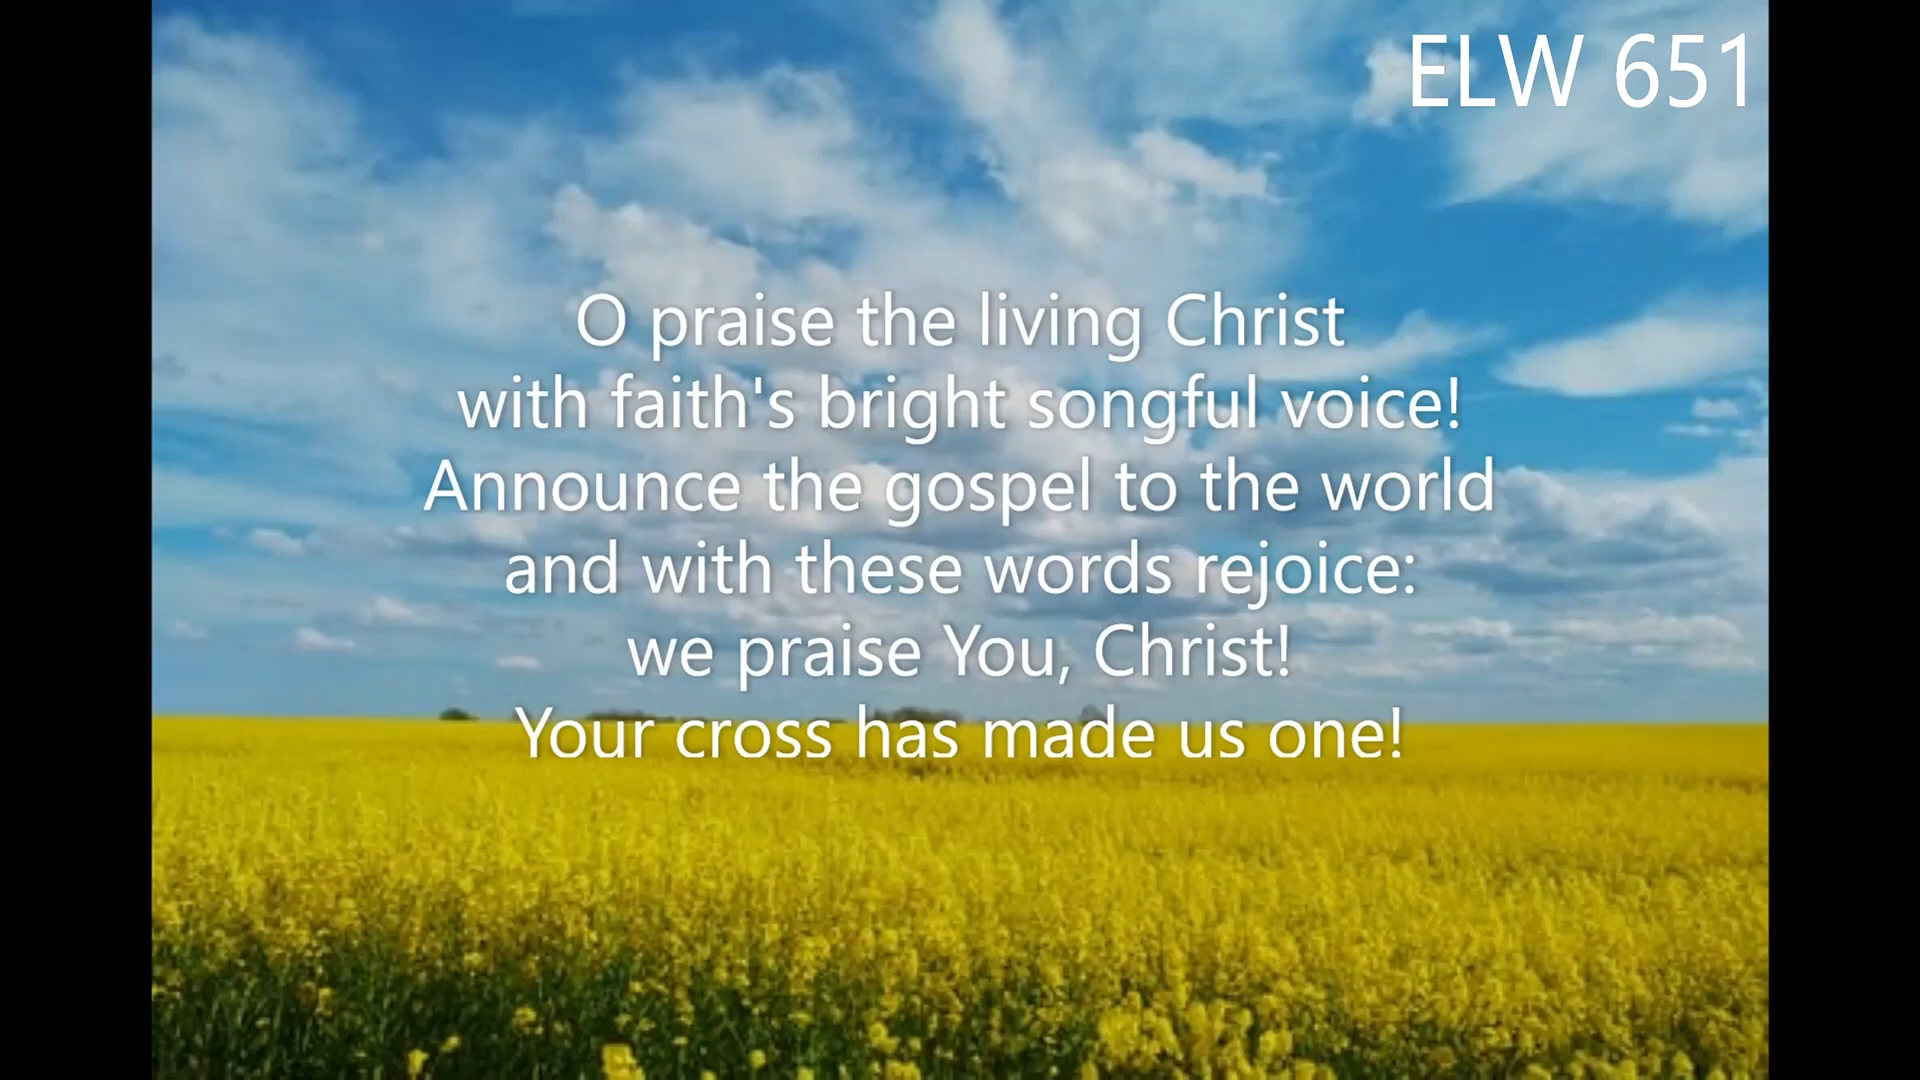 ELW 651
O praise the living Christ
with faith's bright songful voice!
Announce the gospel to the world
and with these words rejoice:
we praise You, Christ!
Your cross has made us one!